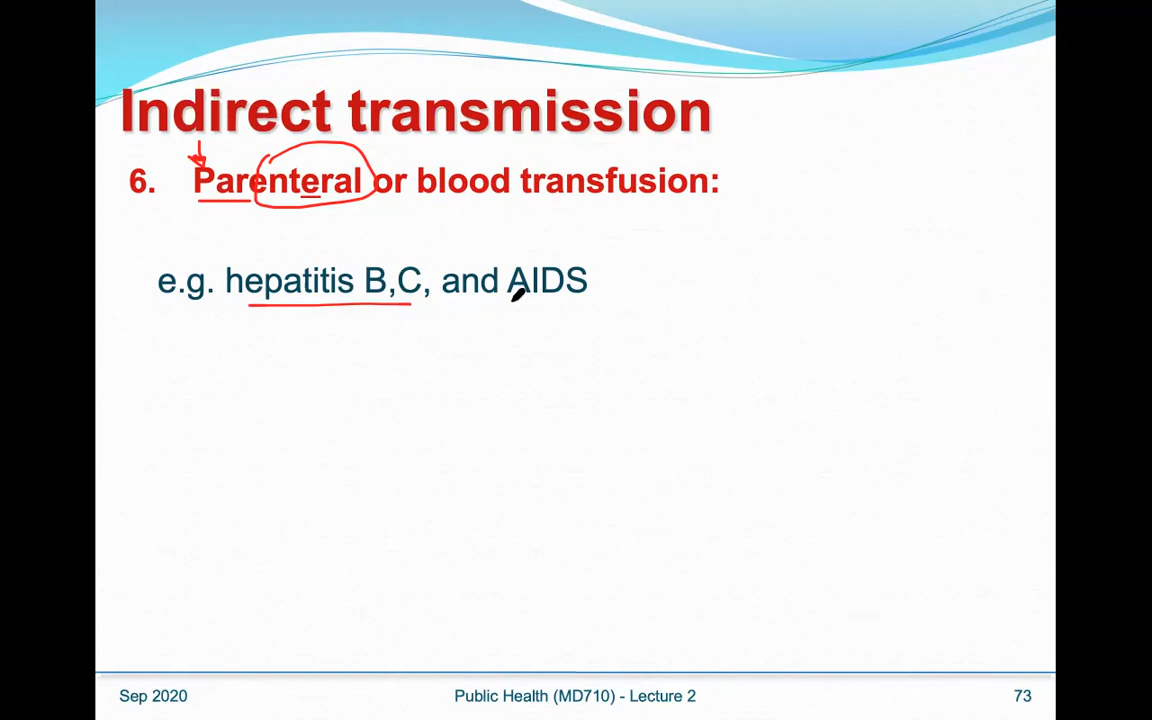 Indirect transmission
6. Parenteral or blood transfusion:
e.g. hepatitis B,C, and AIDS
Sep 2020
Public Health (MD710) - Lecture 2
73